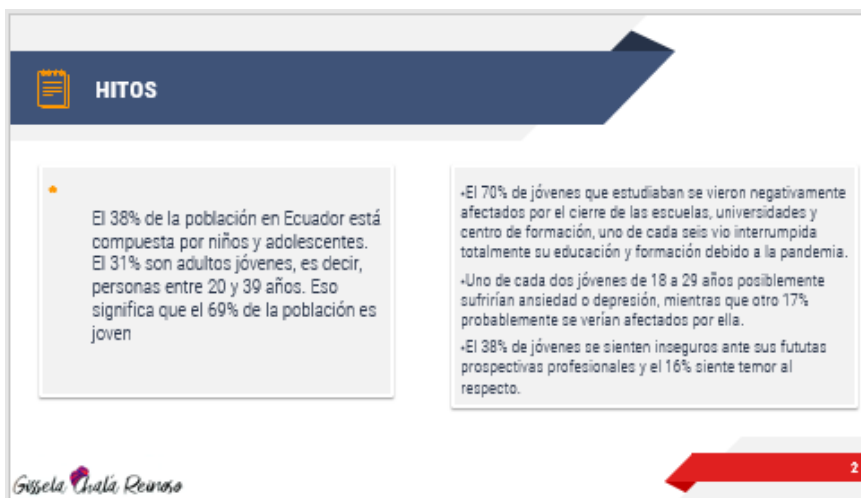 HITOS
El 38% de la población en Ecuador está
compuesta por niños y adolescentes.
El 31% son adultos jóvenes, es decir,
personas entre 20 y 39 años. Eso
significa que el 69% de la población es
joven
•El 70% de jóvenes que estudiaban se vieron negativamente
afectados por el cierre de las escuelas, universidades y
centro de formación, uno de cada seis vio interrumpida
totalmente su educación y formación debido a la pandemia.
•Uno de cada dos jóvenes de 18 a 29 años posiblemente
sufrirían ansiedad o depresión, mientras que otro 17%
probablemente se verían afectados por ella.
•El 38% de jóvenes se sienten inseguros ante sus fututas
prospectivas profesionales y el 16% siente temor al
respecto.
Gissela Chalá Reinoso
2